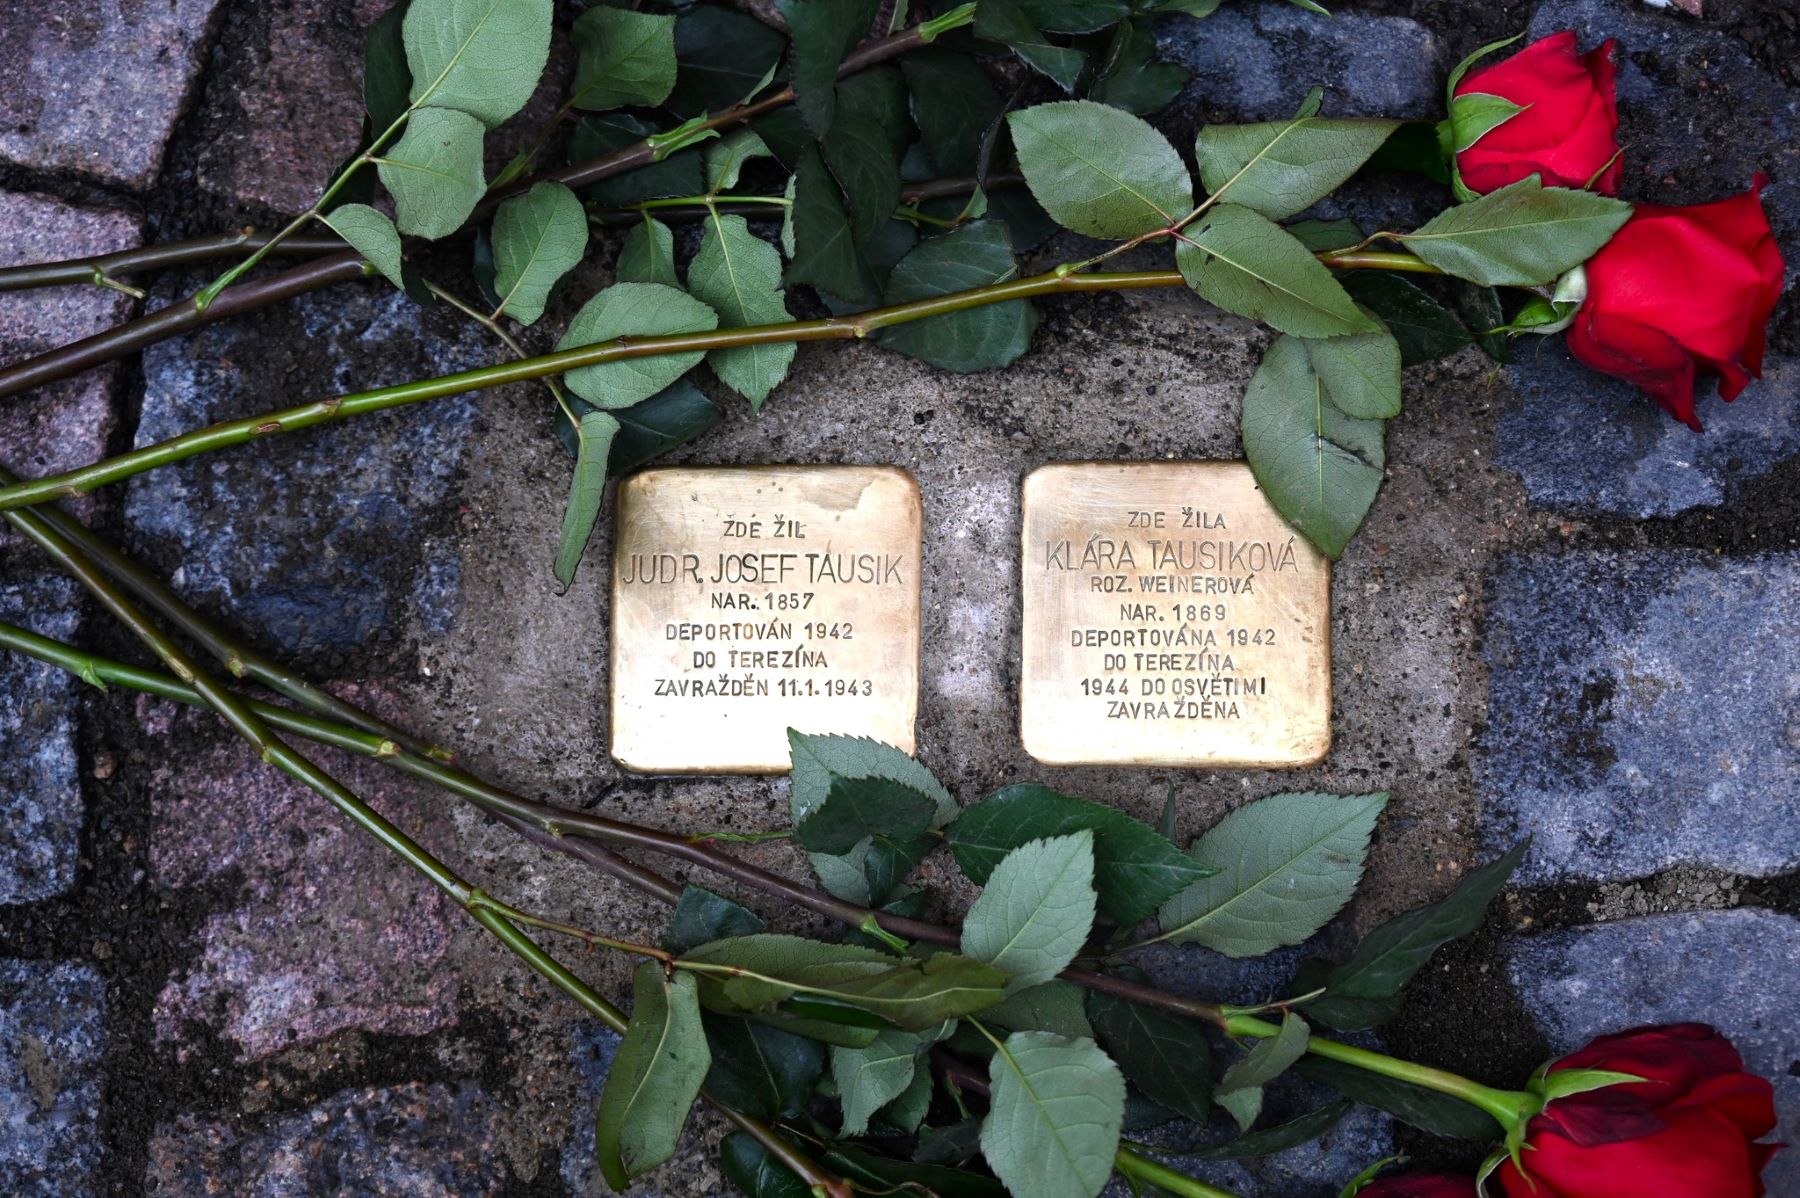 ŽDE ŽIL
JUDR. JOSEF TAUSIK
NAR. 1857
DEPORTOVÁN 1942
DO TEREZÍNA
ZAVRAŽDĚN 11.1.1943
ZDE ŽILA
KLÁRA TAUSIKOVÁ
ROZ. WEINEROVÁ
NAR. 1869
DEPORTOVÁNA 1942
DO TEREZÍNA
1944 DO OSVĚTIMI
ZAVRAŽDĚNA